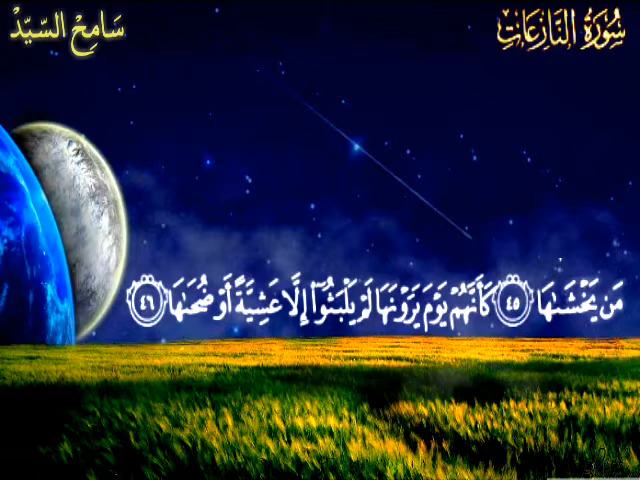 سُورَةُ النَّازِعَاتِ
سَامِحْ السَّيِّدْ
مَن يَخْشَىٰهَا ٤٥ كَأَنَّهُمْ يَوْمَ يَرَوْنَهَا لَمْ يَلْبَثُوٓا۟ إِلَّا عَشِيَّةً أَوْ ضُحَىٰهَا ٤٦